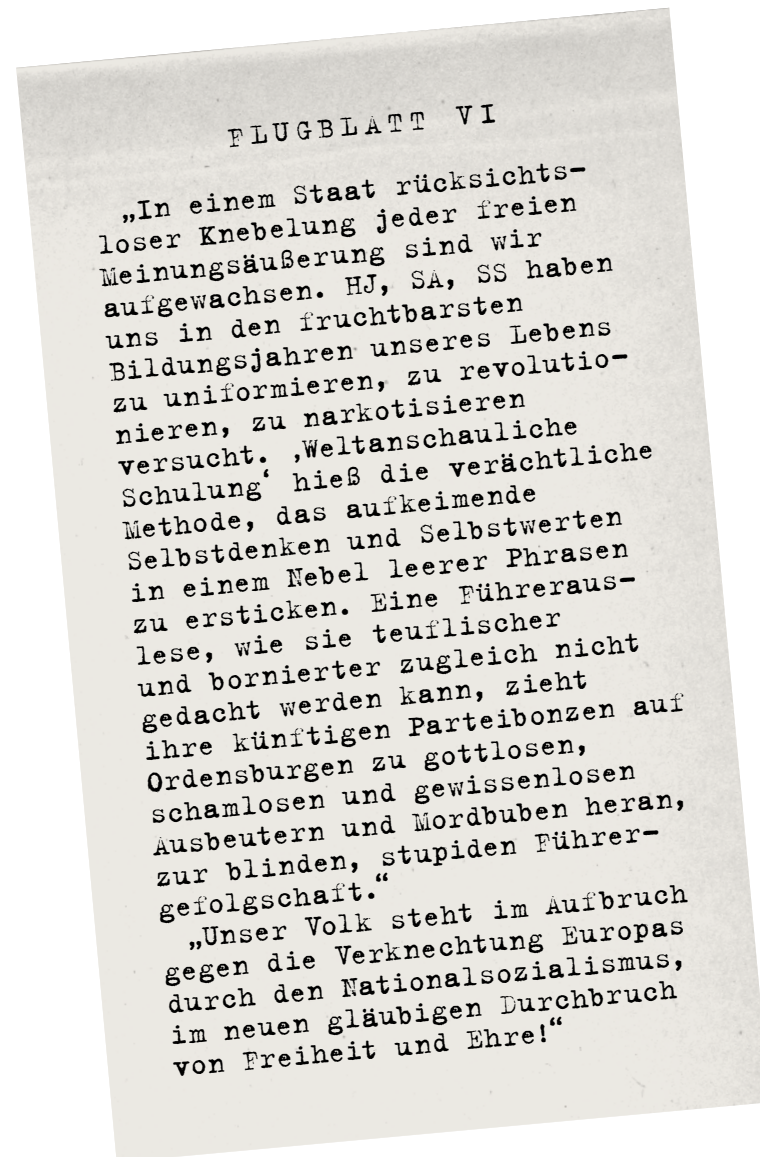 FLUGBLATT VI
„In einem Staat rücksichts-
loser Knebelung jeder freien
Meinungsäußerung sind wir
aufgewachsen. HJ, SA, SS haben
uns in den fruchtbarsten
Bildungsjahren unseres Lebens
zu uniformieren, zu revolutio-
nieren, zu narkotisieren
versucht. ‚Weltanschauliche
Schulung‘ hieß die verächtliche
Methode, das aufkeimende
Selbstdenken und Selbstwerten
in einem Nebel leerer Phrasen
zu ersticken. Eine Führeraus-
lese, wie sie teuflischer
und bornierter zugleich nicht
gedacht werden kann, zieht
ihre künftigen Parteibonzen auf
Ordensburgen zu gottlosen,
schamlosen und gewissenlosen
Ausbeutern und Mordbuben heran,
zur blinden, stupiden Führer-
gefolgschaft.“
„Unser Volk steht im Aufbruch
gegen die Verknechtung Europas
durch den Nationalsozialismus,
im neuen gläubigen Durchbruch
von Freiheit und Ehre!“